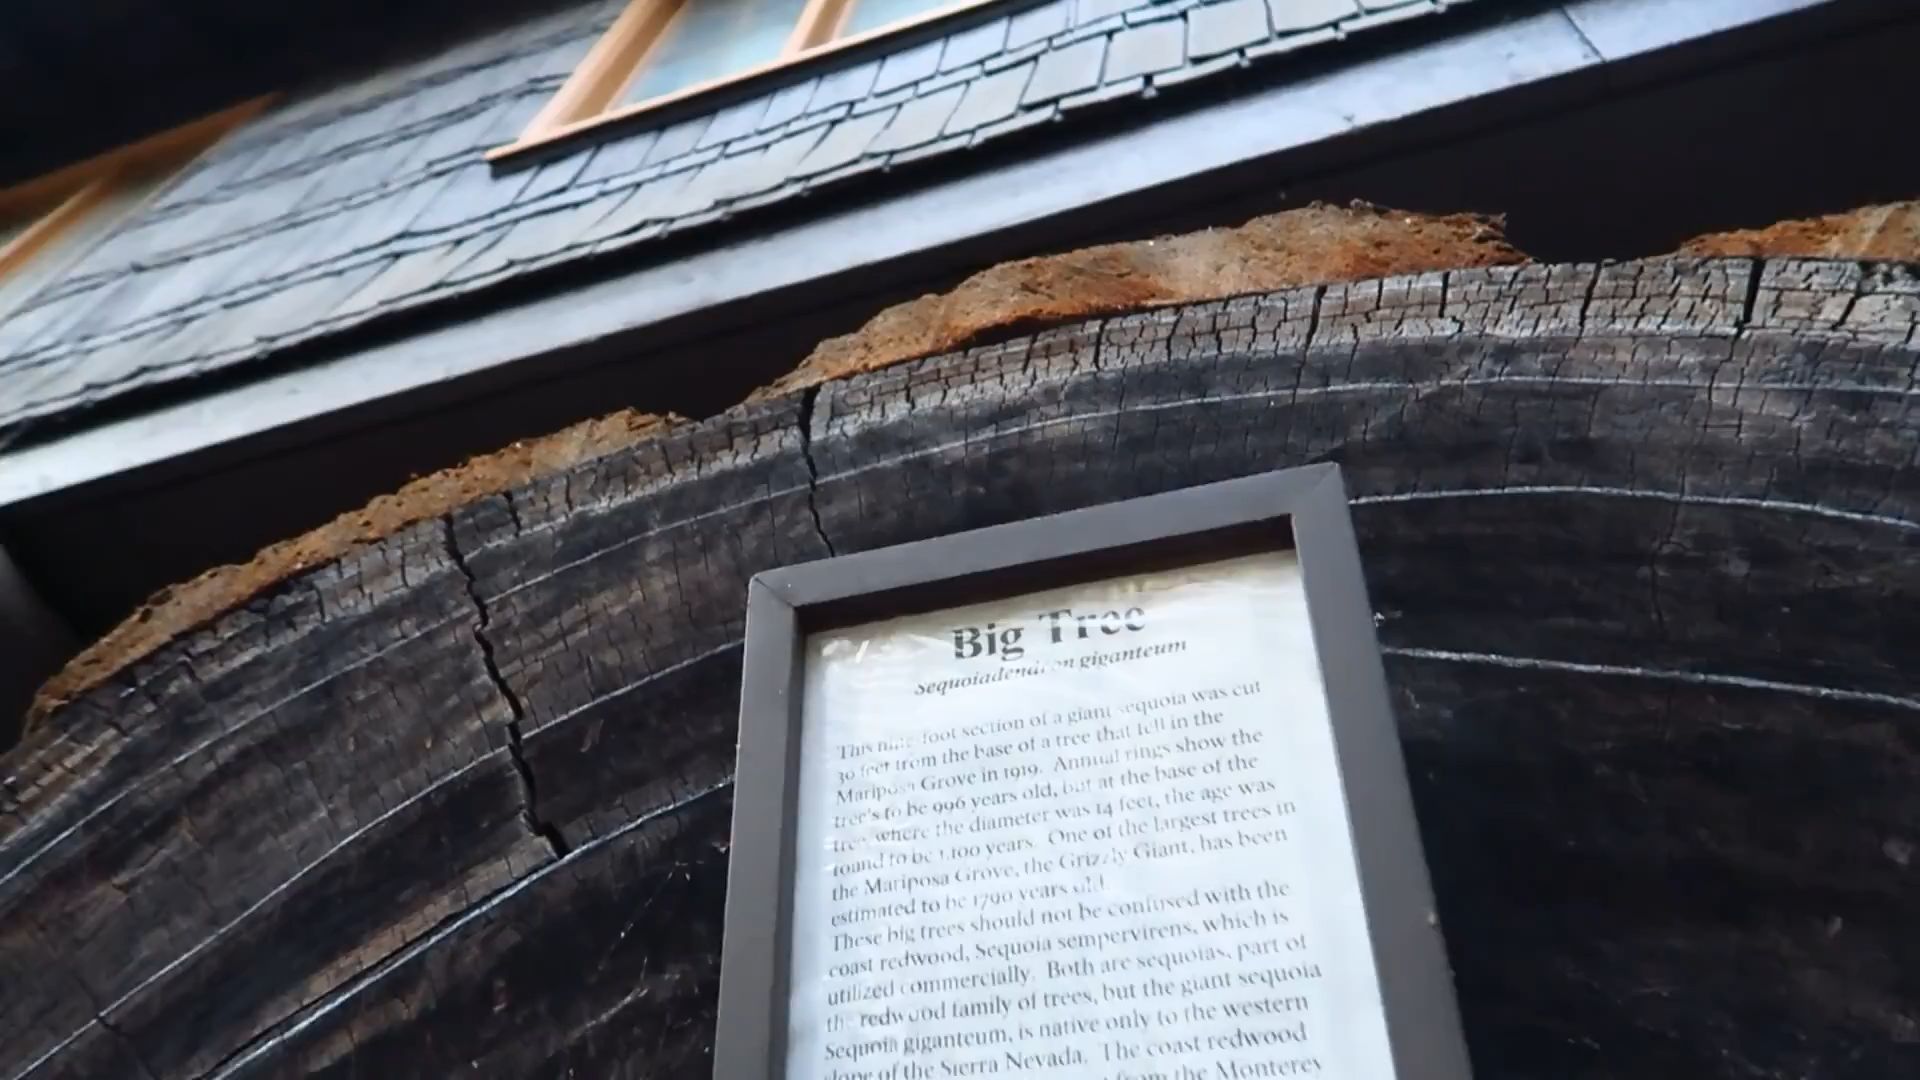 Big Tree
Sequoiadendron giganteum
This nine-foot section of a giant sequoia was cut
30 feet from the base of a tree that fell in the
Mariposa Grove in 1919. Annual rings show the
tree's to be 996 years old, but at the base of the
tree where the diameter was 14 feet, the age was
found to be 1,100 years. One of the largest trees in
the Mariposa Grove, the Grizzly Giant, has been
estimated to be 1790 years old.
These big trees should not be confused with the
coast redwood, Sequoia sempervirens, which is
utilized commercially. Both are sequoias, part of
the redwood family of trees, but the giant sequoia
Sequoia giganteum, is native only to the western
slope of the Sierra Nevada. The coast redwood
from the Monterey